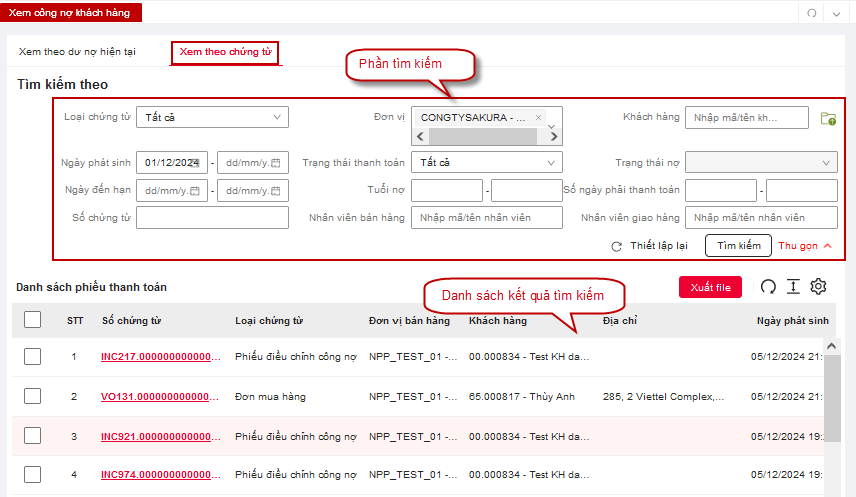 Xem công nợ khách hàng
Xem theo dư nợ hiện tại Xem theo chứng từ
Phần tìm kiếm
Tìm kiếm theo
Loại chứng từ Tất cả Đơn vị CONGTYSAKURA - ... × Khách hàng Nhập mã/tên kh...
Ngày phát sinh 01/12/2024 - dd/mm/y. Trạng thái thanh toán Tất cả Trạng thái nợ
Ngày đến hạn dd/mm/y. - dd/mm/y. Tuổi nợ - Số ngày phải thanh toán -
Số chứng từ Nhân viên bán hàng Nhập mã/tên nhân viên Nhân viên giao hàng Nhập mã/tên nhân viên
Thiết lập lại Tìm kiếm Thu gọn
Danh sách phiếu thanh toán Xuất file
Danh sách kết quả tìm kiếm
STT Số chứng từ Loại chứng từ Đơn vị bán hàng Khách hàng Địa chỉ Ngày phát sinh
1 INC217.000000000000... Phiếu điều chỉnh công nợ NPP_TEST_01 -... 00.000834 - Test KH da... 05/12/2024 21:
2 VO131.000000000000... Đơn mua hàng NPP_TEST_01 -... 65.000817 - Thùy Anh 285, 2 Viettel Complex,... 05/12/2024 21:
3 INC921.000000000000... Phiếu điều chỉnh công nợ NPP_TEST_01 -... 00.000834 - Test KH da... 05/12/2024 19:
4 INC974.000000000000... Phiếu điều chỉnh công nợ NPP_TEST_01 -... 00.000834 - Test KH da... 05/12/2024 19: